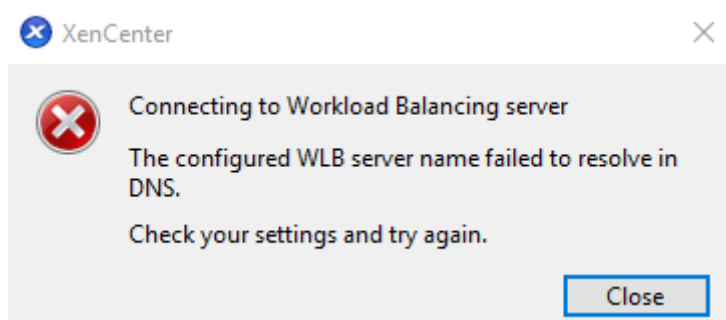 XenCenter
Connecting to Workload Balancing server
The configured WLB server name failed to resolve in
DNS.
Check your settings and try again.
Close